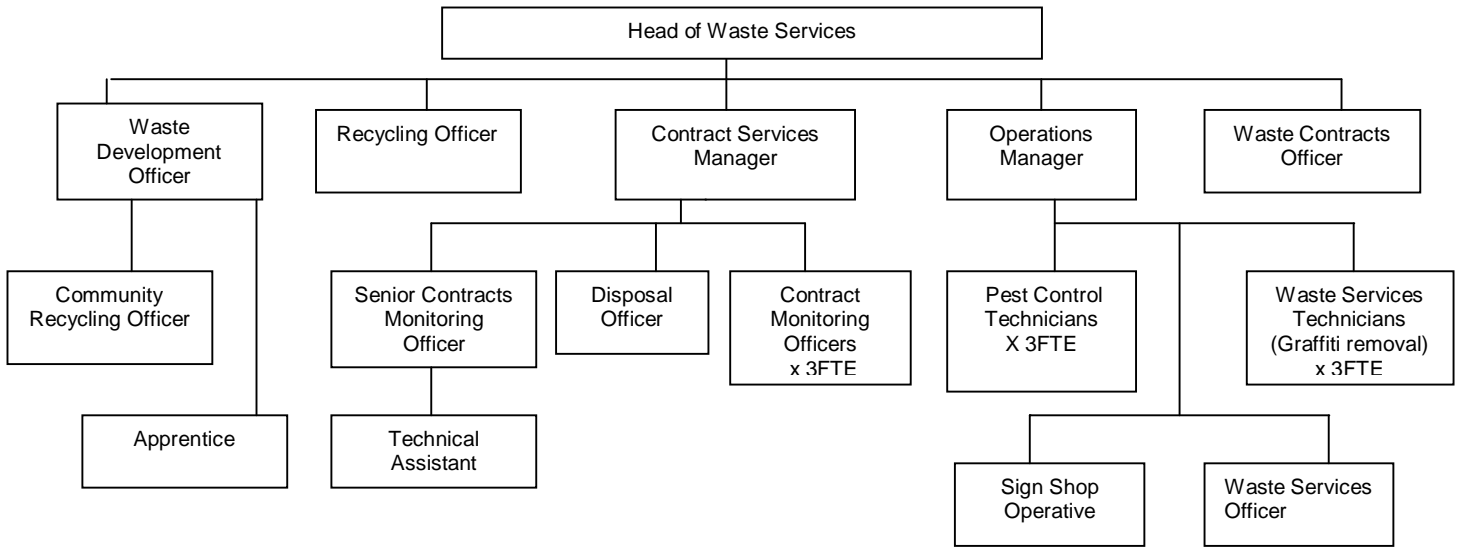 Head of Waste Services
Waste
Development
Officer
Recycling Officer
Contract Services
Manager
Operations
Manager
Waste Contracts
Officer
Community
Recycling Officer
Senior Contracts
Monitoring
Officer
Disposal
Officer
Contract
Monitoring
Officers
x 3FTE
Pest Control
Technicians
X 3FTE
Waste Services
Technicians
(Graffiti removal)
x 3FTE
Apprentice
Technical
Assistant
Sign Shop
Operative
Waste Services
Officer